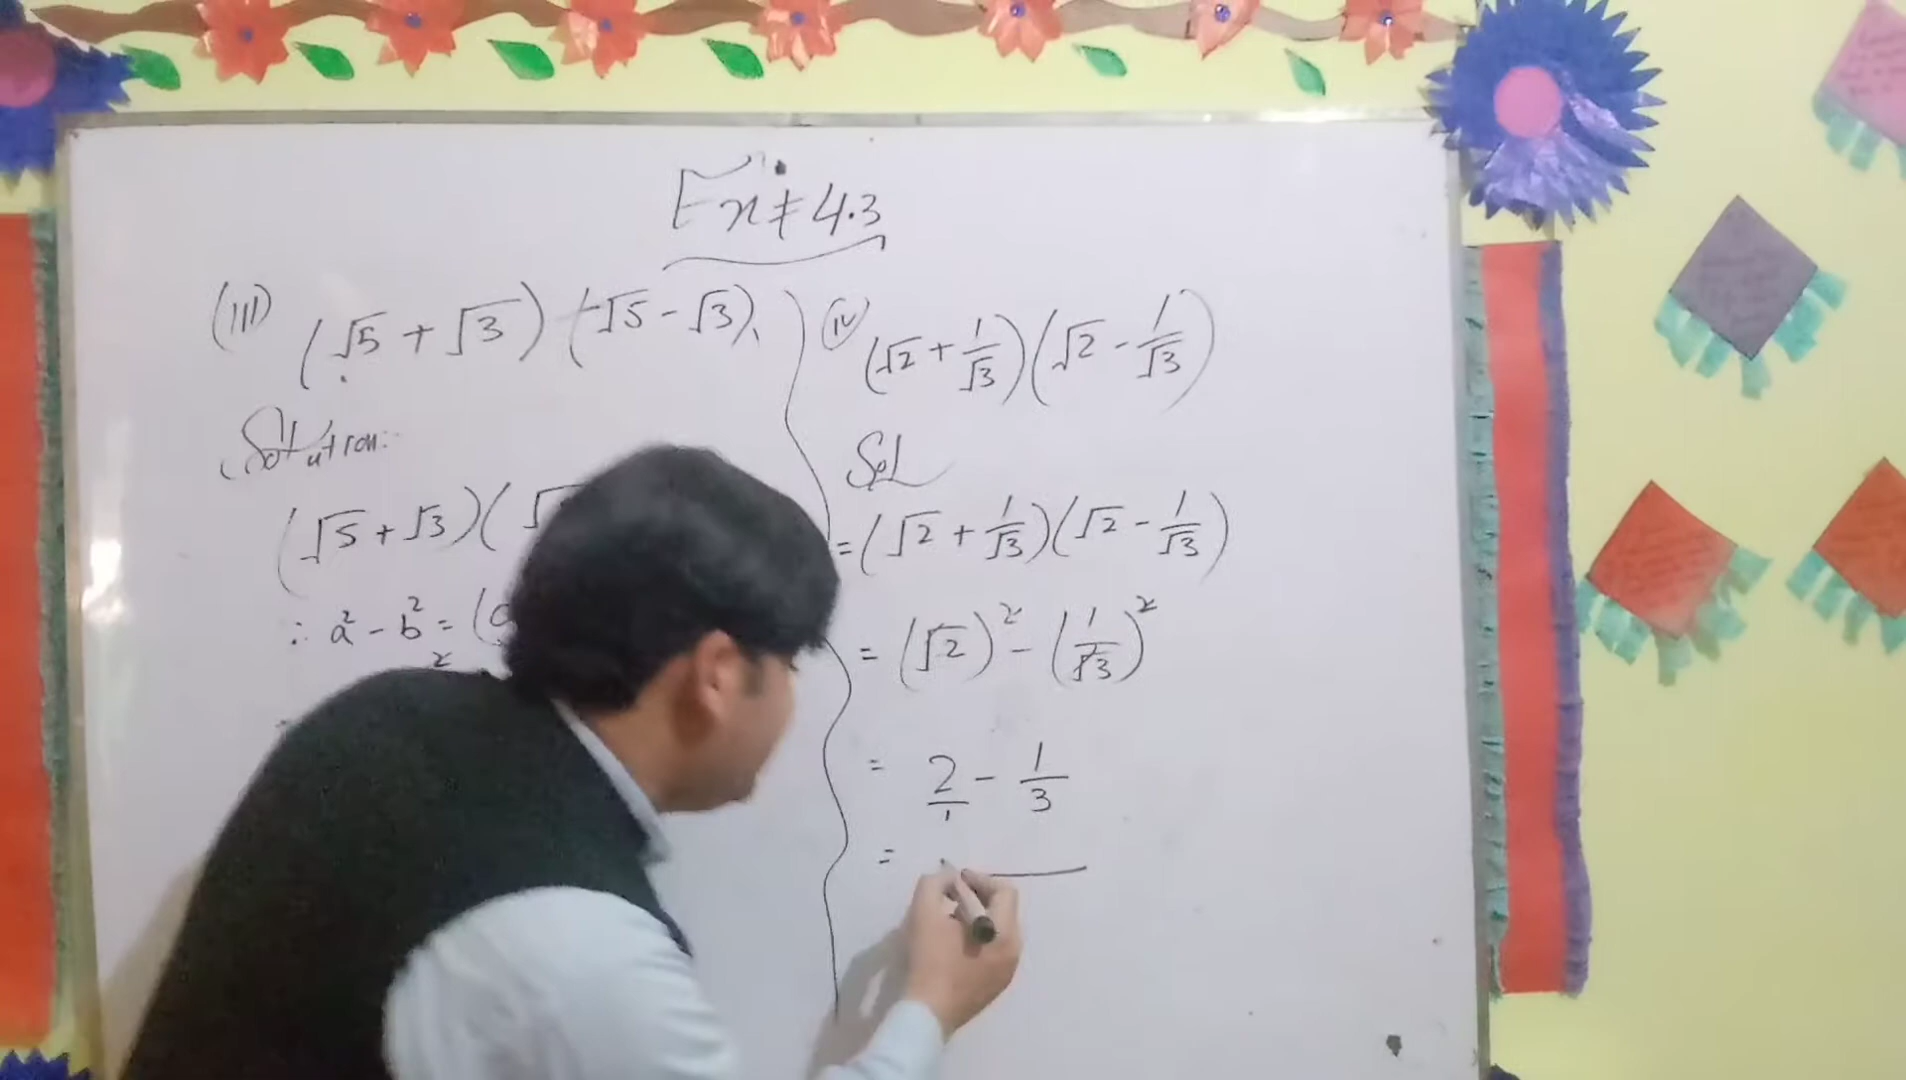 Ex # 4.3
(III) (√5 + √3) (√5 - √3)
Solution:
(√5 + √3)(√
∴ a² - b² = (a
(iv) (√2 + 1/√3)(√2 - 1/√3)
Sol
= (√2 + 1/√3)(√2 - 1/√3)
= (√2)² - (1/√3)²
= 2/1 - 1/3
=